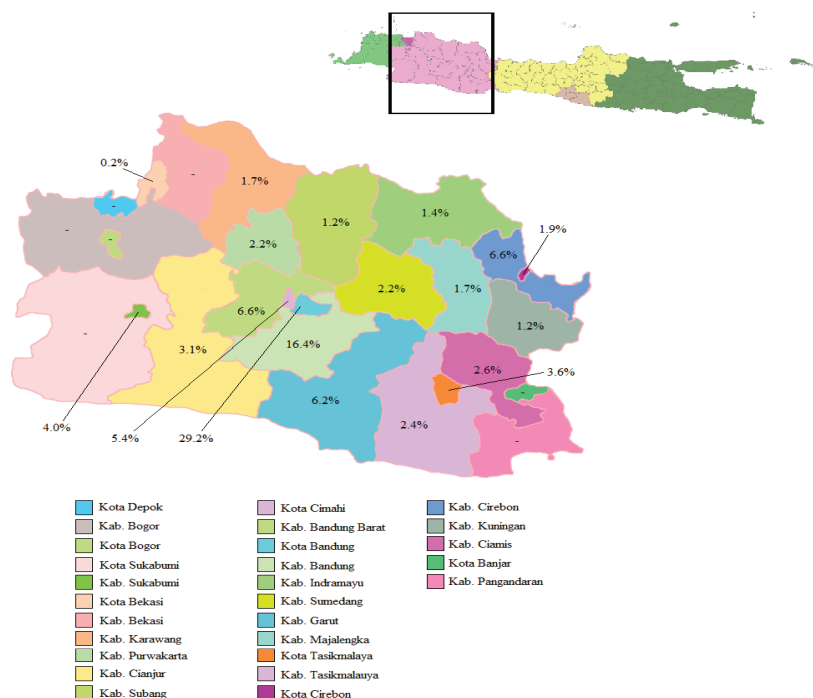 0.2%
-
1.7%
-
-
-
1.2%
1.4%
2.2%
6.6%
1.9%
2.2%
1.7%
6.6%
1.2%
-
3.1%
16.4%
2.6%
3.6%
-
6.2%
2.4%
-
4.0%
5.4%
29.2%
Kota Depok
Kab. Bogor
Kota Bogor
Kota Sukabumi
Kab. Sukabumi
Kota Bekasi
Kab. Bekasi
Kab. Karawang
Kab. Purwakarta
Kab. Cianjur
Kab. Subang
Kota Cimahi
Kab. Bandung Barat
Kota Bandung
Kab. Bandung
Kab. Indramayu
Kab. Sumedang
Kab. Garut
Kab. Majalengka
Kota Tasikmalaya
Kab. Tasikmalauya
Kota Cirebon
Kab. Cirebon
Kab. Kuningan
Kab. Ciamis
Kota Banjar
Kab. Pangandaran